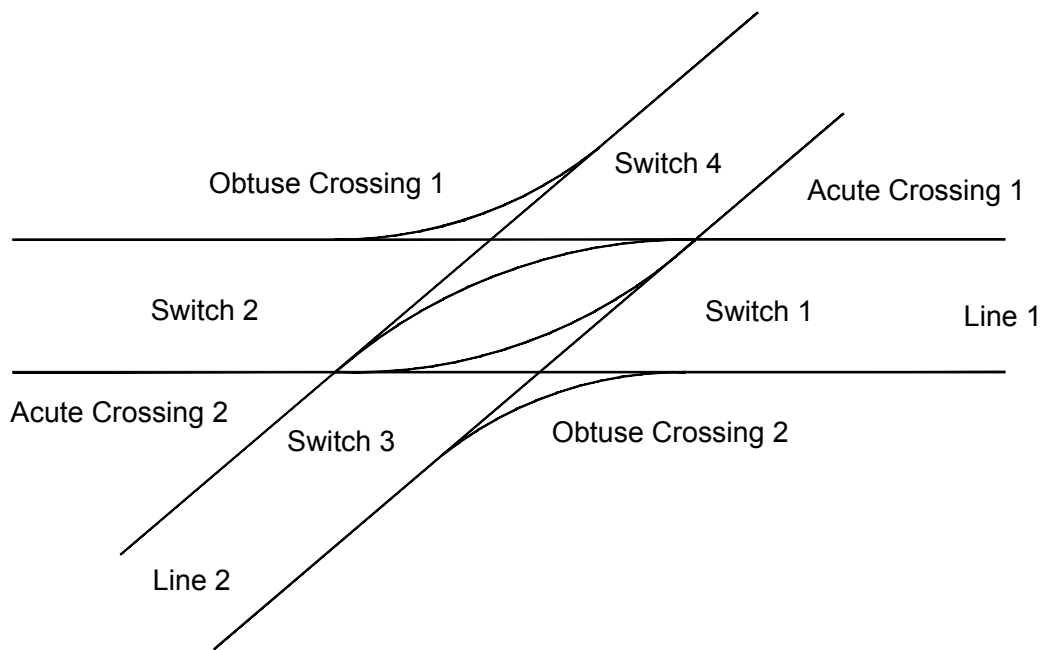 Switch 4
Obtuse Crossing 1
Acute Crossing 1
Switch 2
Switch 1
Line 1
Acute Crossing 2
Switch 3
Obtuse Crossing 2
Line 2